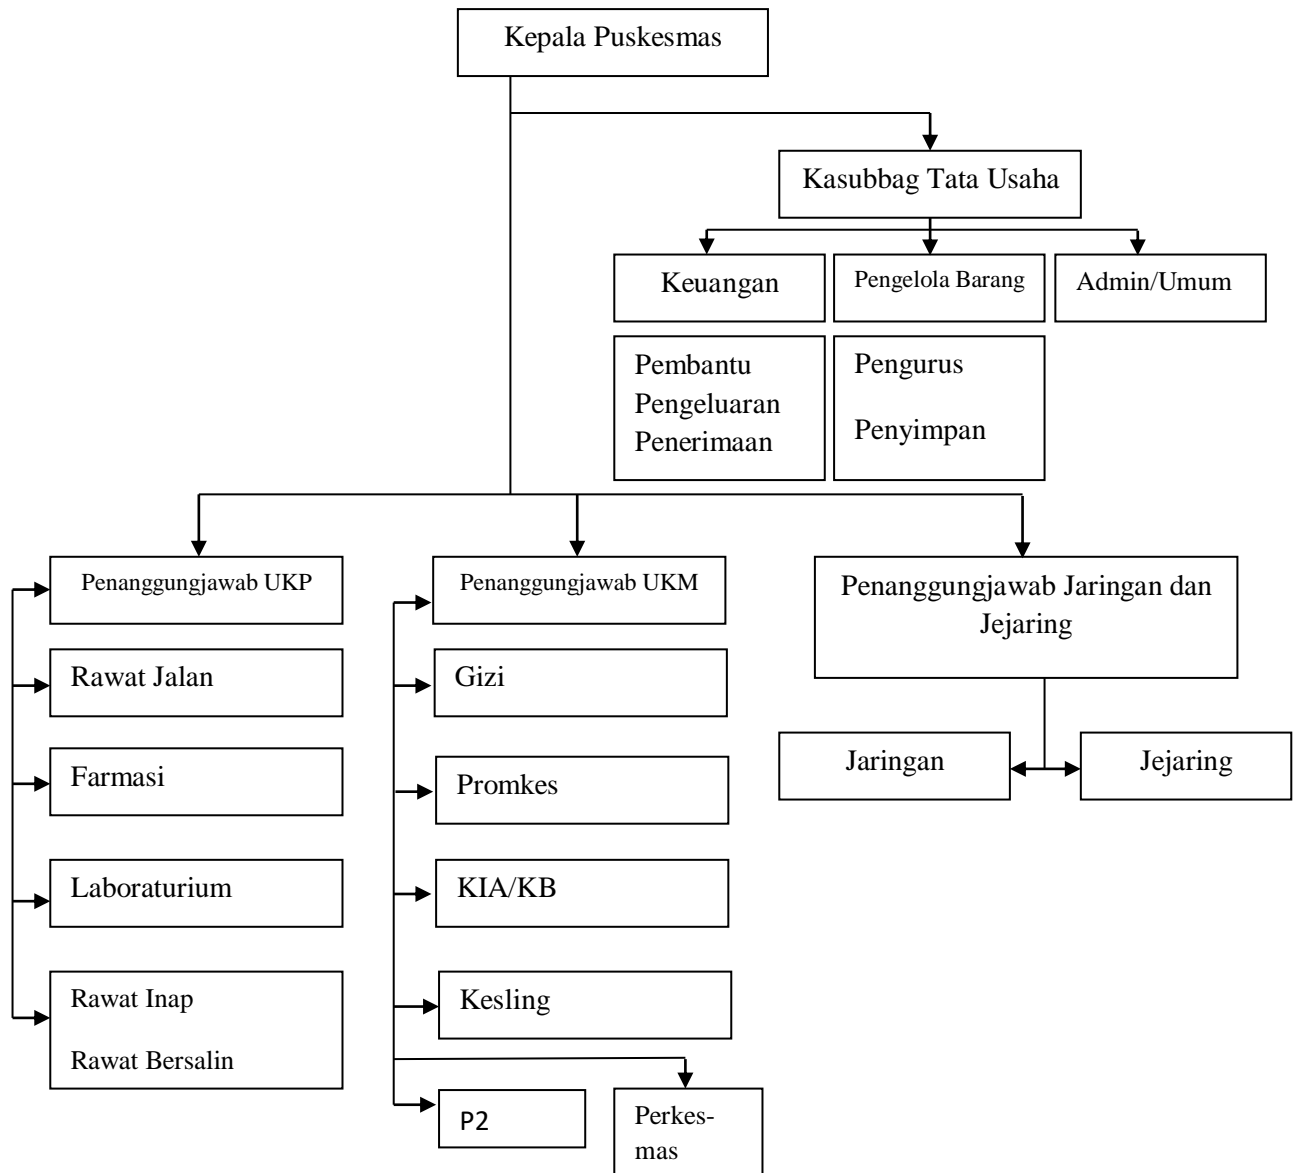 Kepala Puskesmas
Kasubbag Tata Usaha
Keuangan
Pengelola Barang
Admin/Umum
Pembantu
Pengeluaran
Penerimaan
Pengurus
Penyimpan
Penanggungjawab UKP
Penanggungjawab UKM
Penanggungjawab Jaringan dan
Jejaring
Rawat Jalan
Gizi
Jaringan
Jejaring
Farmasi
Promkes
Laboraturium
KIA/KB
Rawat Inap
Rawat Bersalin
Kesling
P2
Perkes-
mas